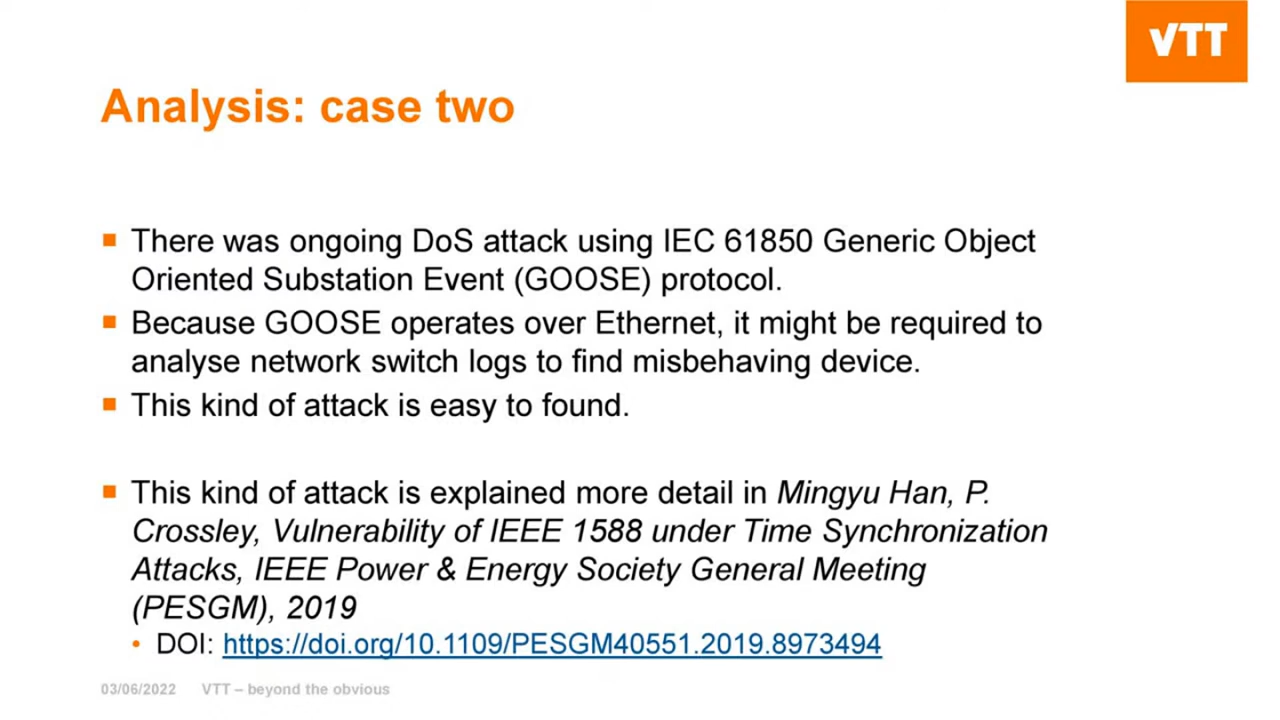 VTT
Analysis: case two
There was ongoing DoS attack using IEC 61850 Generic Object
Oriented Substation Event (GOOSE) protocol.
Because GOOSE operates over Ethernet, it might be required to
analyse network switch logs to find misbehaving device.
This kind of attack is easy to found.
This kind of attack is explained more detail in Mingyu Han, P.
Crossley, Vulnerability of IEEE 1588 under Time Synchronization
Attacks, IEEE Power & Energy Society General Meeting
(PESGM), 2019
DOI: https://doi.org/10.1109/PESGM40551.2019.8973494
03/06/2022 VTT – beyond the obvious